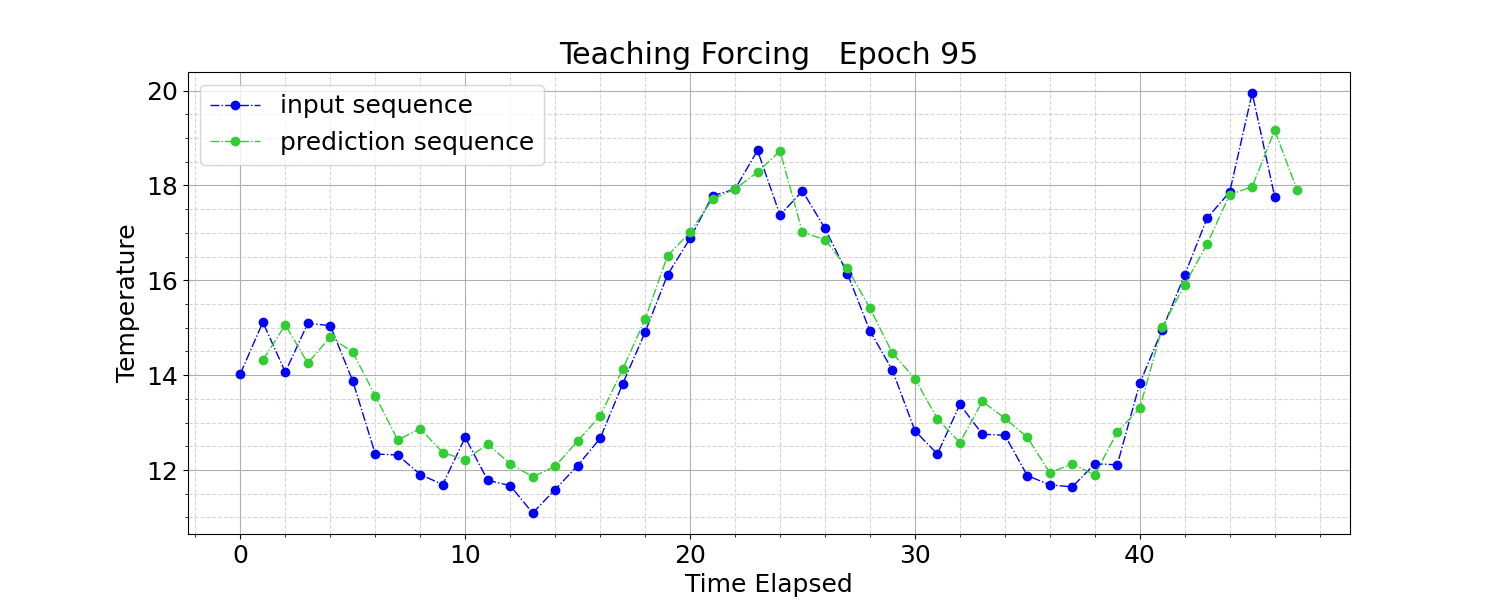 Teaching Forcing   Epoch 95
input sequence
prediction sequence
Temperature
20
18
16
14
12
0 10 20 30 40
Time Elapsed